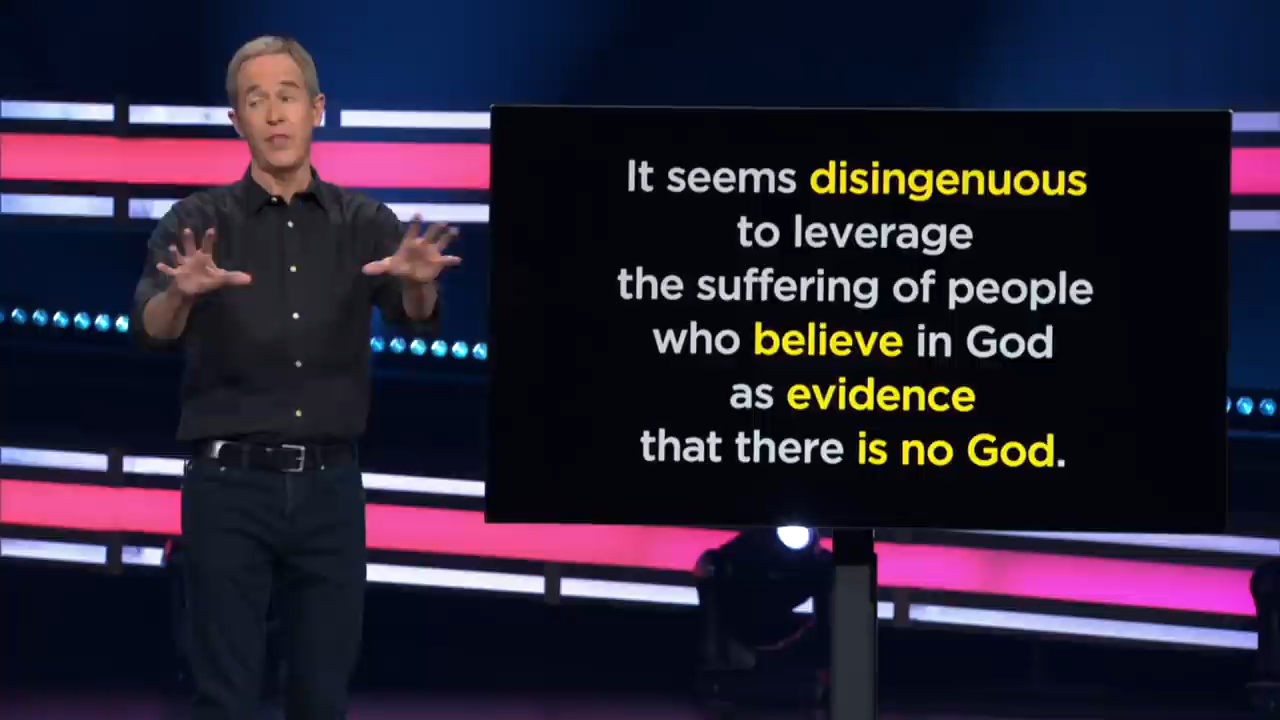 It seems disingenuous
to leverage
the suffering of people
who believe in God
as evidence
that there is no God.